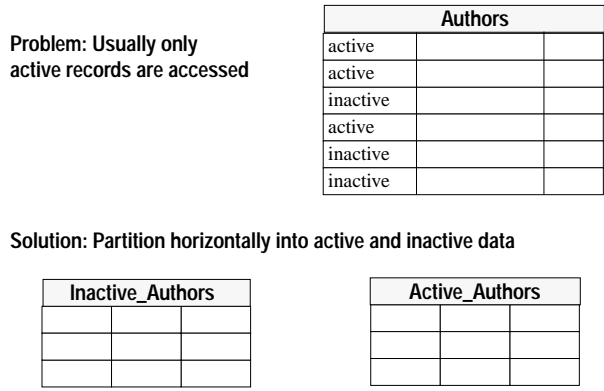 Problem: Usually only
active records are accessed
Authors
active
active
inactive
active
inactive
inactive
Solution: Partition horizontally into active and inactive data
Inactive_Authors
Active_Authors